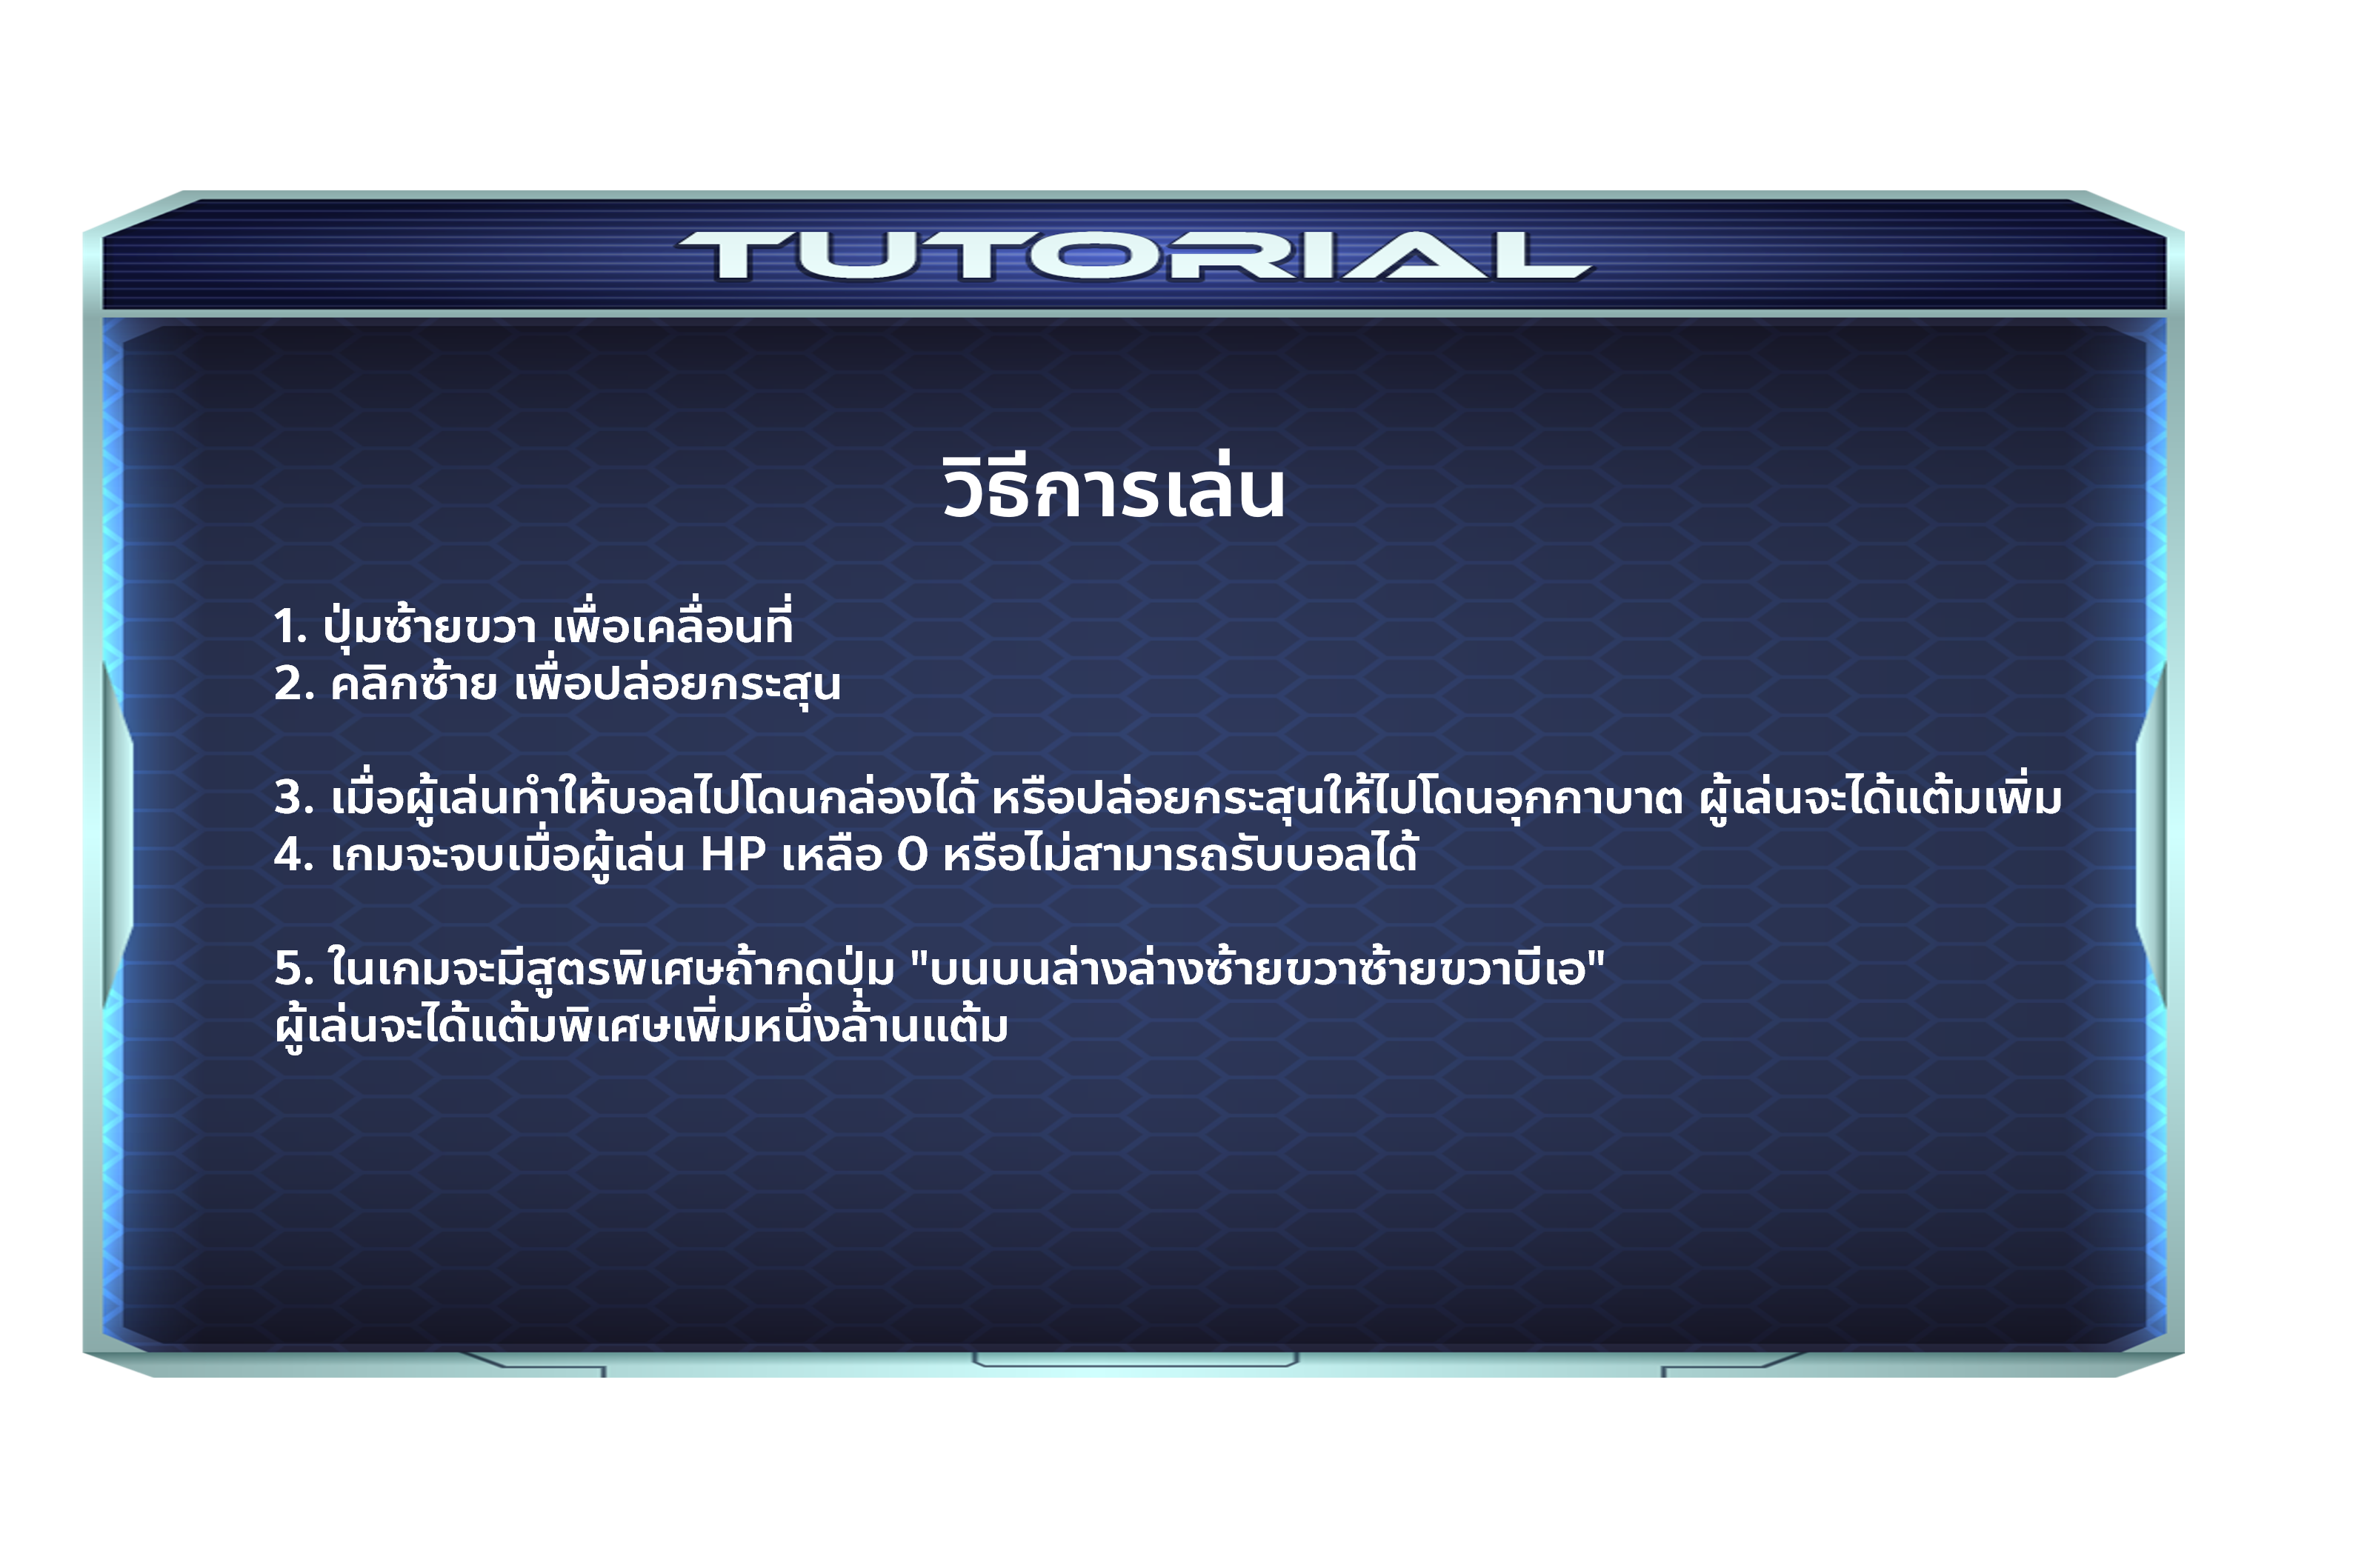 TUTORIAL
วิธีการเล่น
1. ปุ่มซ้ายขวา เพื่อเคลื่อนที่
2. คลิกซ้าย เพื่อปล่อยกระสุน
3. เมื่อผู้เล่นทำให้บอลไปโดนกล่องได้ หรือปล่อยกระสุนให้ไปโดนอุกกาบาต ผู้เล่นจะได้แต้มเพิ่ม
4. เกมจะจบเมื่อผู้เล่น HP เหลือ 0 หรือไม่สามารถรับบอลได้
5. ในเกมจะมีสูตรพิเศษถ้ากดปุ่ม "บนบนล่างล่างซ้ายขวาซ้ายขวาบีเอ"
ผู้เล่นจะได้แต้มพิเศษเพิ่มหนึ่งล้านแต้ม